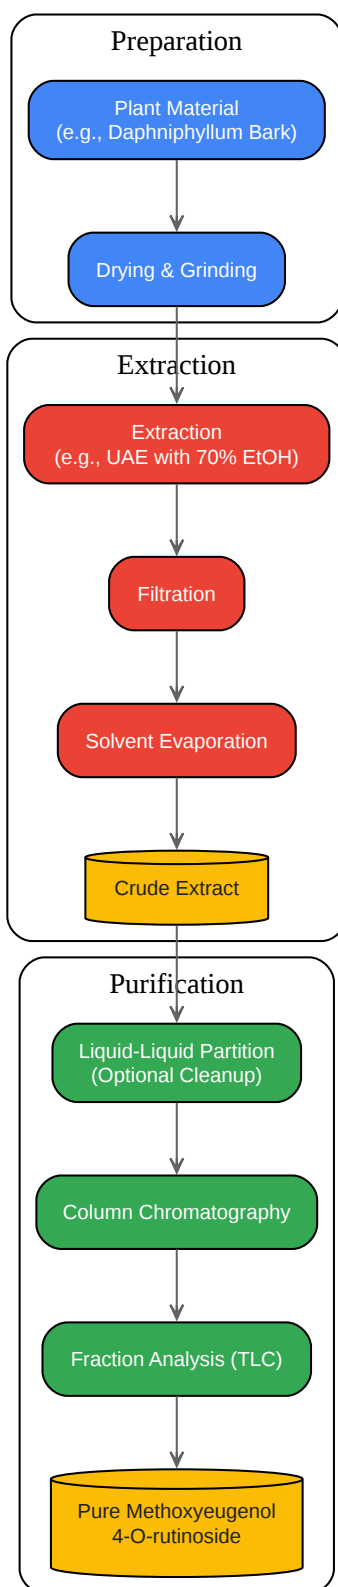 Preparation
Plant Material
(e.g., Daphniphyllum Bark)
Drying & Grinding
Extraction
Extraction
(e.g., UAE with 70% EtOH)
Filtration
Solvent Evaporation
Crude Extract
Purification
Liquid-Liquid Partition
(Optional Cleanup)
Column Chromatography
Fraction Analysis (TLC)
Pure Methoxyeugenol
4-O-rutinoside